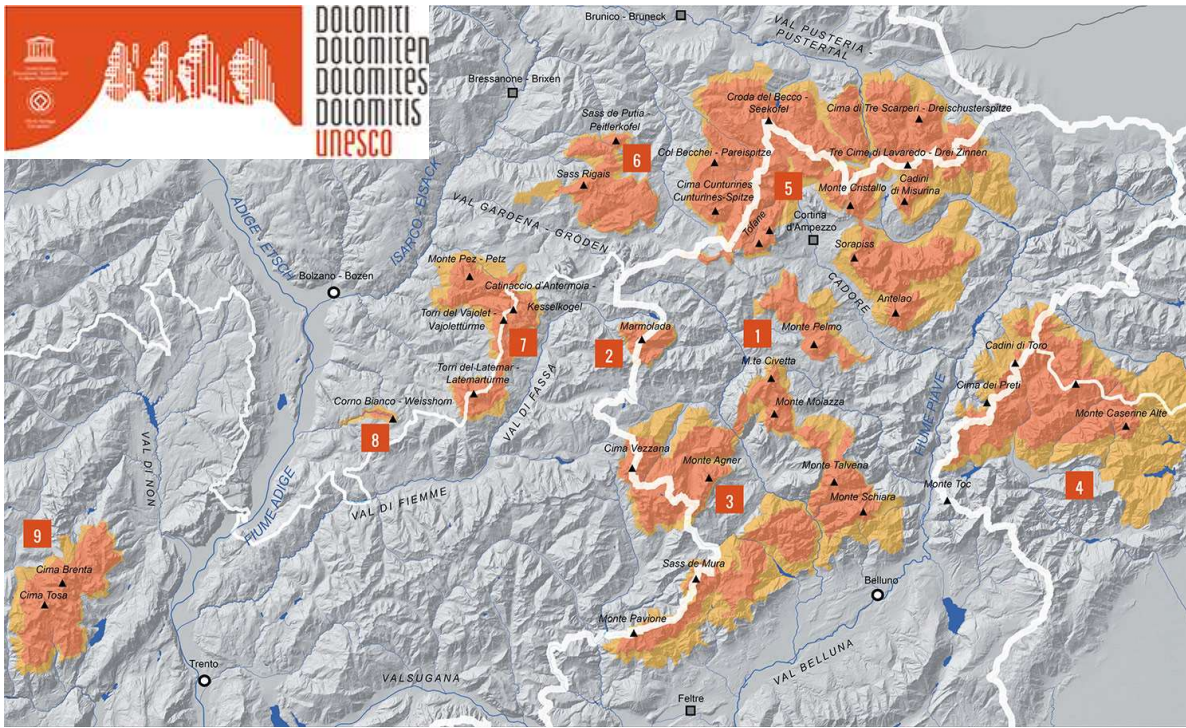 DOLOMITI
DOLOMITEN
DOLOMITES
DOLOMITIS
UNESCO
Brunico - Bruneck
VAL PUSTERIA -
PUSTERTAL
Bressanone - Brixen
Croda del Becco -
Seekofel
Cima di Tre Scarperi - Dreischusterspitze
Sass de Putia -
Peitlerkofel
6
Col Becchei - Pareispitze
Tre Cime di Lavaredo - Drei Zinnen
Sass Rigais
Cima Cunturines
Cunturines-Spitze
5
Monte Cristallo
Cadini
di Misurina
ISARCO EISACK
ADIGE ETSCH
VAL GARDENA - GRÖDEN
Tofane
Cortina
d'Ampezzo
Sorapiss
Monte Pez - Petz
Bolzano - Bozen
Catinaccio d'Antermoia -
Kesselkogel
CADORE
Antelao
Torri del Vajolet -
Vajolettürme
7
Marmolada
2
1
Monte Pelmo
Cadini di Toro
M.te Civetta
Torri del Latemar -
Latemartürme
VAL DI FASSA
Cima dei Preti
Corno Bianco - Weisshorn
8
Monte Moiazza
Monte Caserine Alte
FIUME PIAVE
VAL DI NON
Cima Vezzana
Monte Agner
Monte Talvena
3
Monte Toc
4
Monte Schiara
VAL DI FIEMME
FIUME ADIGE
9
Cima Brenta
Cima Tosa
Sass de Mura
Belluno
Monte Pavione
Trento
VALSUGANA
VAL BELLUNA
Feltre